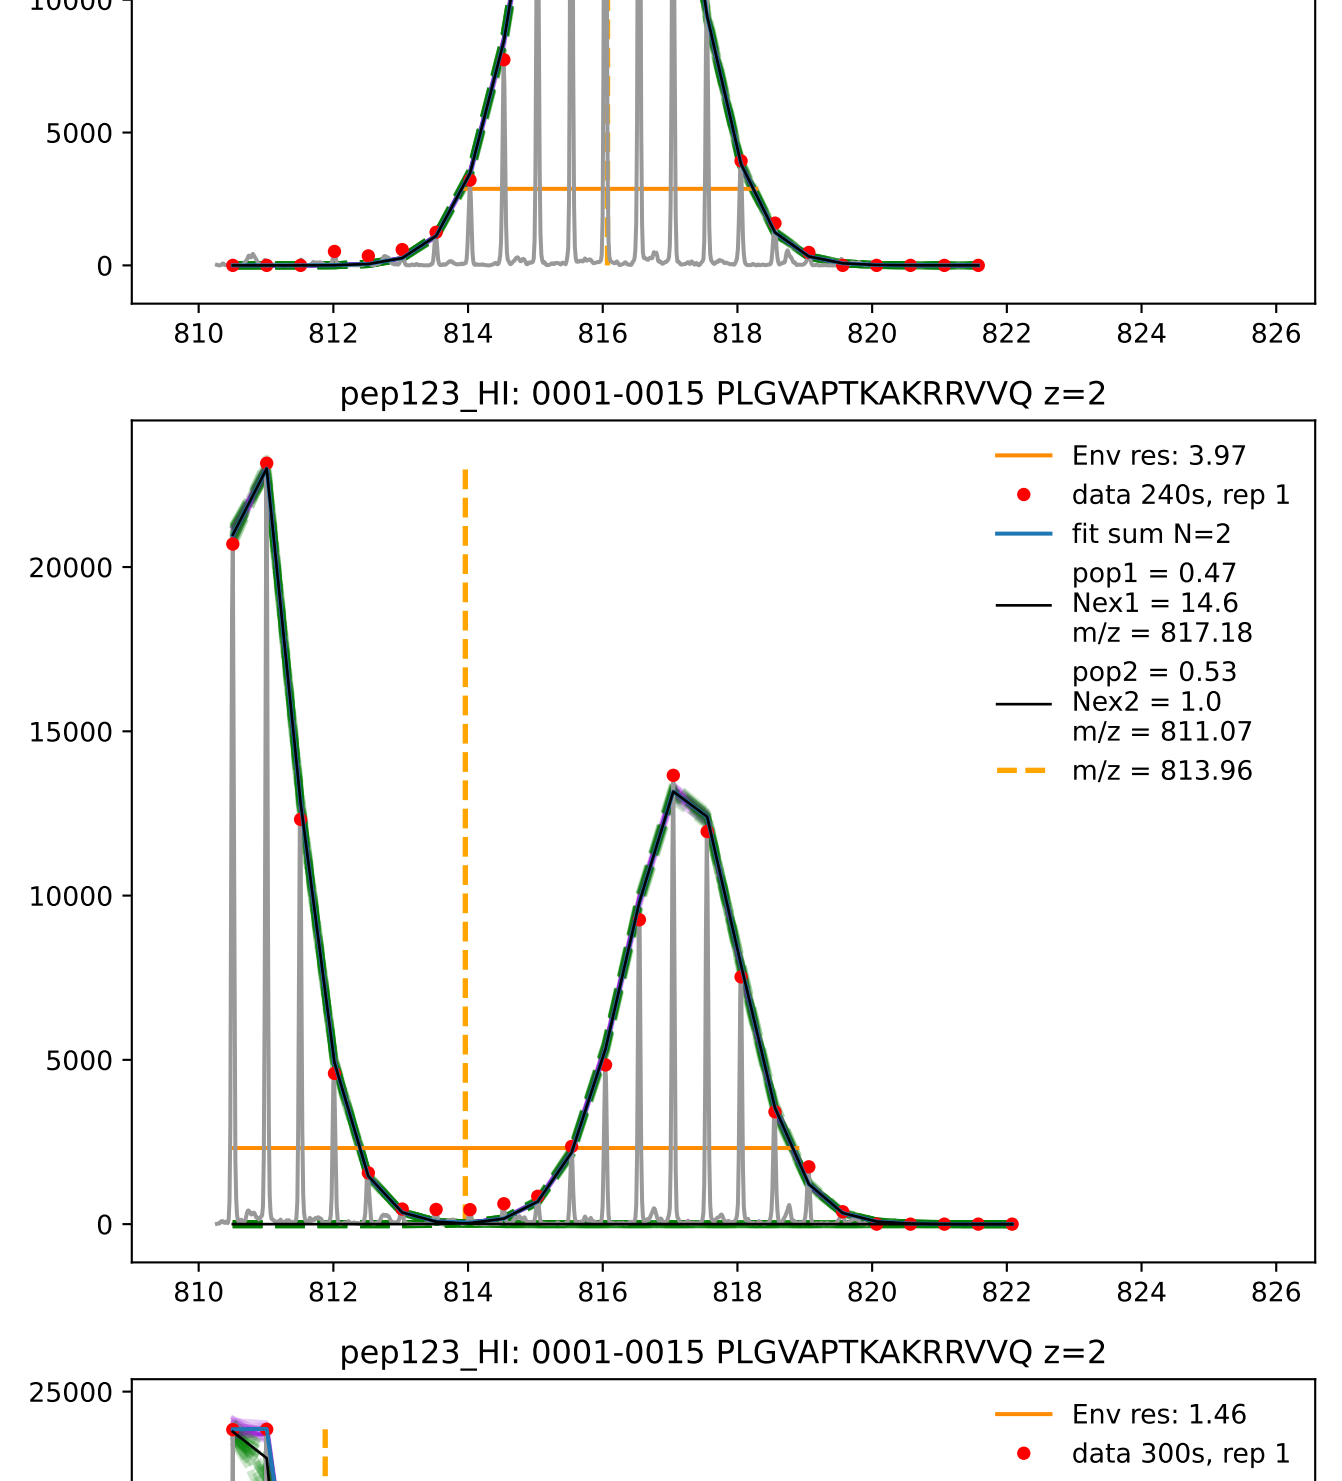 10000
5000
0
810 812 814 816 818 820 822 824 826
pep123_HI: 0001-0015 PLGVAPTKAKRRVVQ z=2
Env res: 3.97
data 240s, rep 1
fit sum N=2
pop1 = 0.47
Nex1 = 14.6
m/z = 817.18
pop2 = 0.53
Nex2 = 1.0
m/z = 811.07
m/z = 813.96
20000
15000
10000
5000
0
810 812 814 816 818 820 822 824 826
pep123_HI: 0001-0015 PLGVAPTKAKRRVVQ z=2
25000
Env res: 1.46
data 300s, rep 1